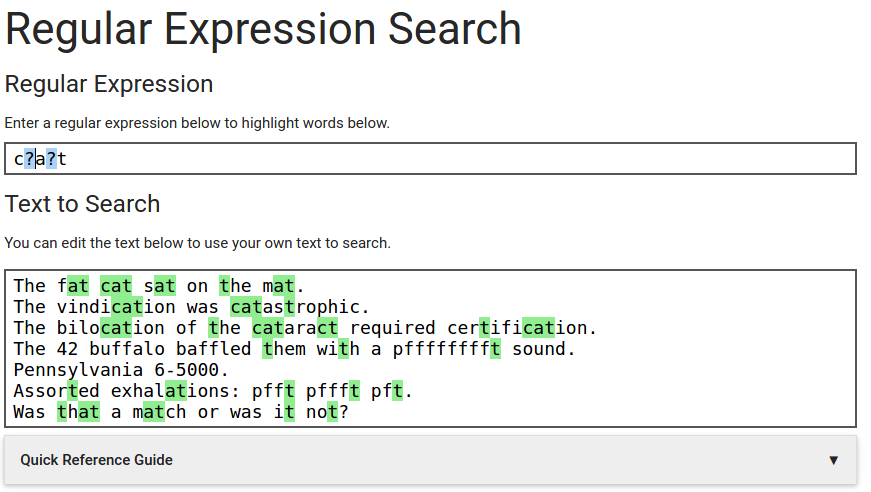 Regular Expression Search
Regular Expression
Enter a regular expression below to highlight words below.
c?a?t
Text to Search
You can edit the text below to use your own text to search.
The fat cat sat on the mat.
The vindication was catastrophic.
The bilocation of the cataract required certification.
The 42 buffalo baffled them with a pffffffft sound.
Pennsylvania 6-5000.
Assorted exhalations: pfft pffft pft.
Was that a match or was it not?
Quick Reference Guide ▼